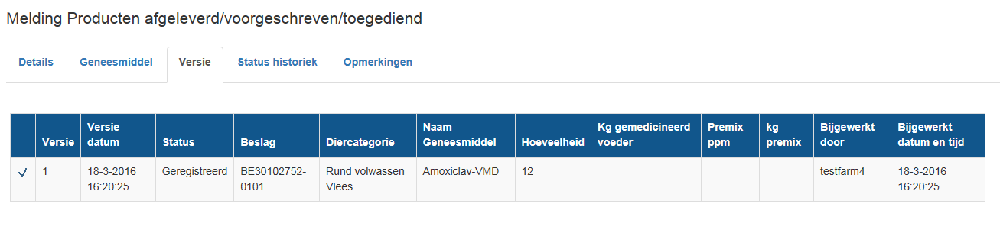 Melding Producten afgeleverd/voorgeschreven/toegediend
Details Geneesmiddel Versie Status historiek Opmerkingen
Versie Versie datum Status Beslag Diercategorie Naam Geneesmiddel Hoeveelheid Kg gemedicineerd voeder Premix ppm kg premix Bijgewerkt door Bijgewerkt datum en tijd
1 18-3-2016 16:20:25 Geregistreerd BE30102752-0101 Rund volwassen Vlees Amoxiclav-VMD 12 testfarm4 18-3-2016 16:20:25